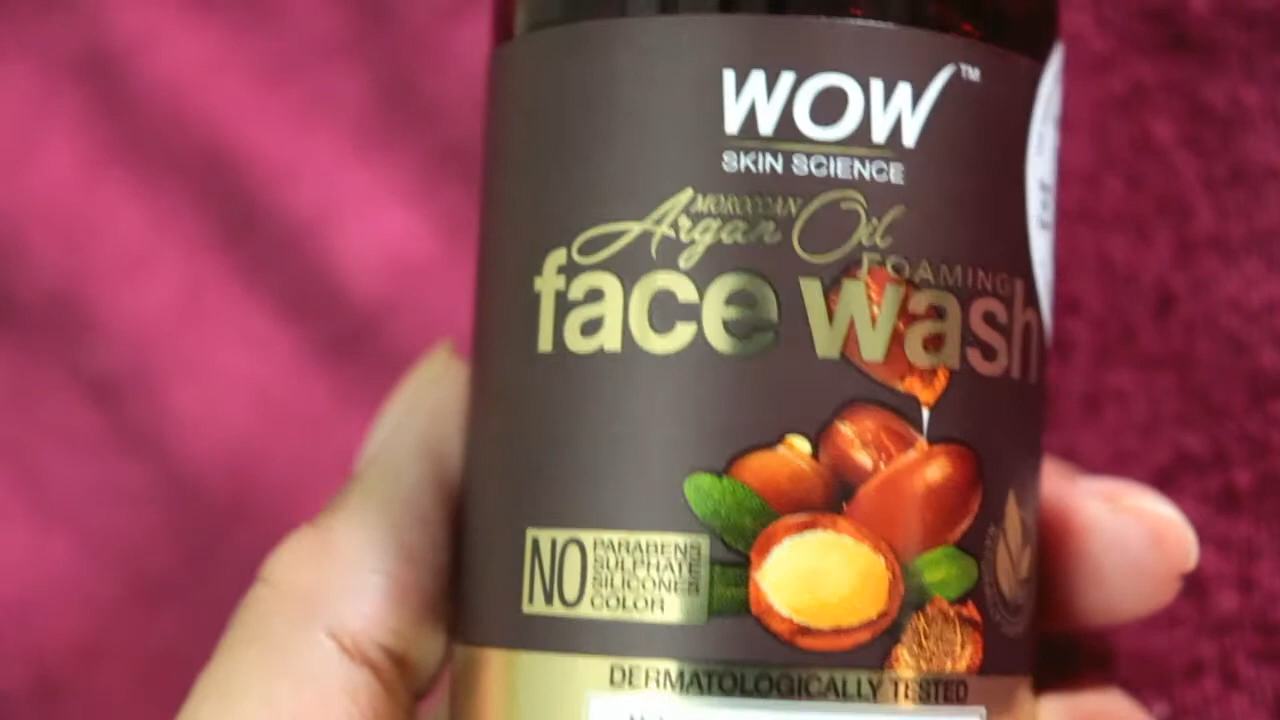 WOW™
SKIN SCIENCE
MOROCCAN
Argan Oil
FOAMING
face wash
NO PARABENS
SULPHATE
SILICONES
COLOR
DERMATOLOGICALLY TESTED